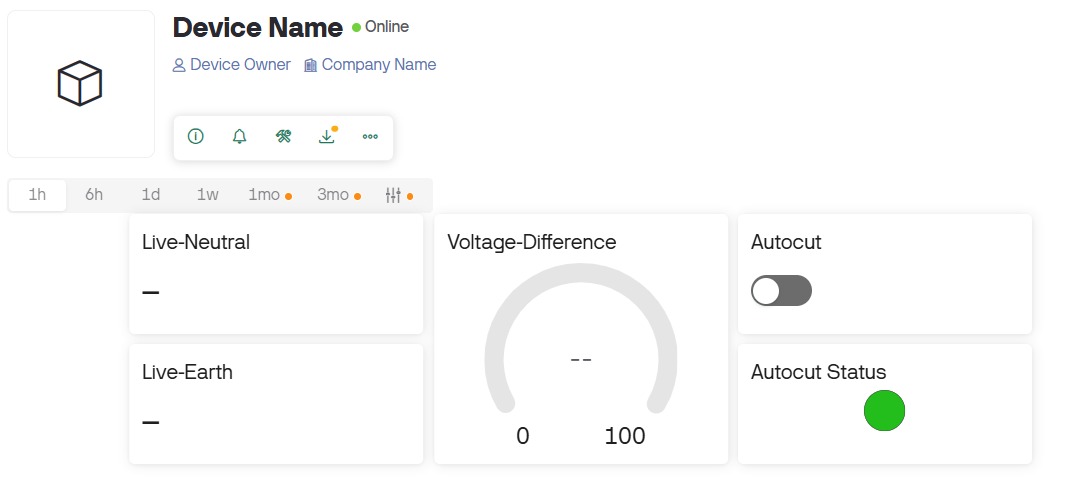 Device Name Online
Device Owner Company Name
1h 6h 1d 1w 1mo 3mo
Live-Neutral
–
Live-Earth
–
Voltage-Difference
--
0 100
Autocut
Autocut Status